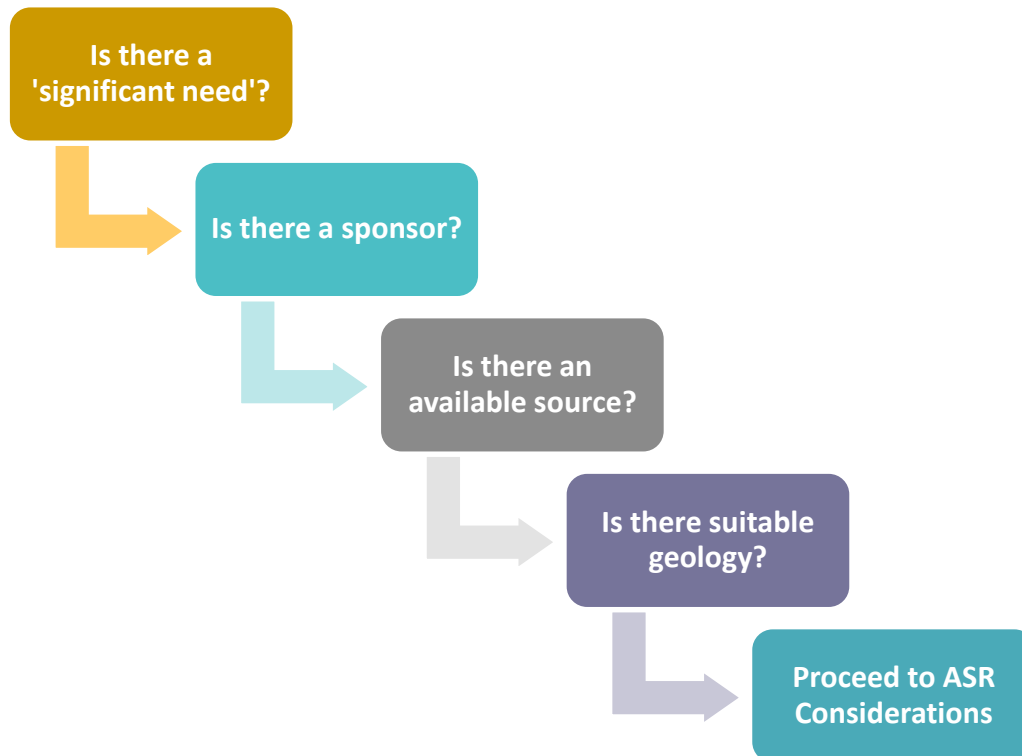 Is there a
'significant need'?
Is there a sponsor?
Is there an
available source?
Is there suitable
geology?
Proceed to ASR
Considerations